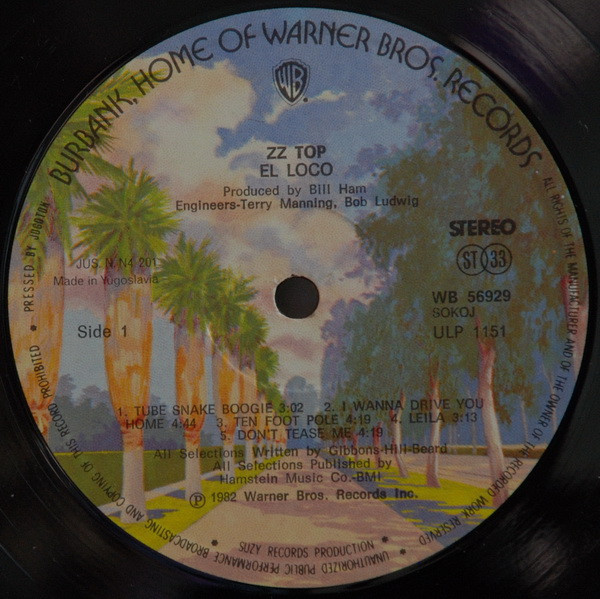 BURBANK, HOME OF WARNER BROS. RECORDS
WB
ZZ TOP
EL LOCO
Produced by Bill Ham
Engineers-Terry Manning, Bob Ludwig
STEREO
ST 33
JUS. N. N4 201
Made in Yugoslavia
WB 56929
SOKOJ
Side 1
ULP 1151
1. TUBE SNAKE BOOGIE 3:02 2. I WANNA DRIVE YOU
HOME 4:44 3. TEN FOOT POLE 4:19 4. LEILA 3:13
5. DON'T TEASE ME 4:19
All Selections Written by Gibbons-Hill-Beard
All Selections Published by
Hamstein Music Co.-BMI
℗ 1982 Warner Bros. Records Inc.
ALL RIGHTS OF THE MANUFACTURER AND OF THE OWNER OF THE RECORDED WORK RESERVED • UNAUTHORIZED PUBLIC PERFORMANCE BROADCASTING AND COPYING OF THIS RECORD PROHIBITED • PRESSED BY JUGOTON
• SUZY RECORDS PRODUCTION •